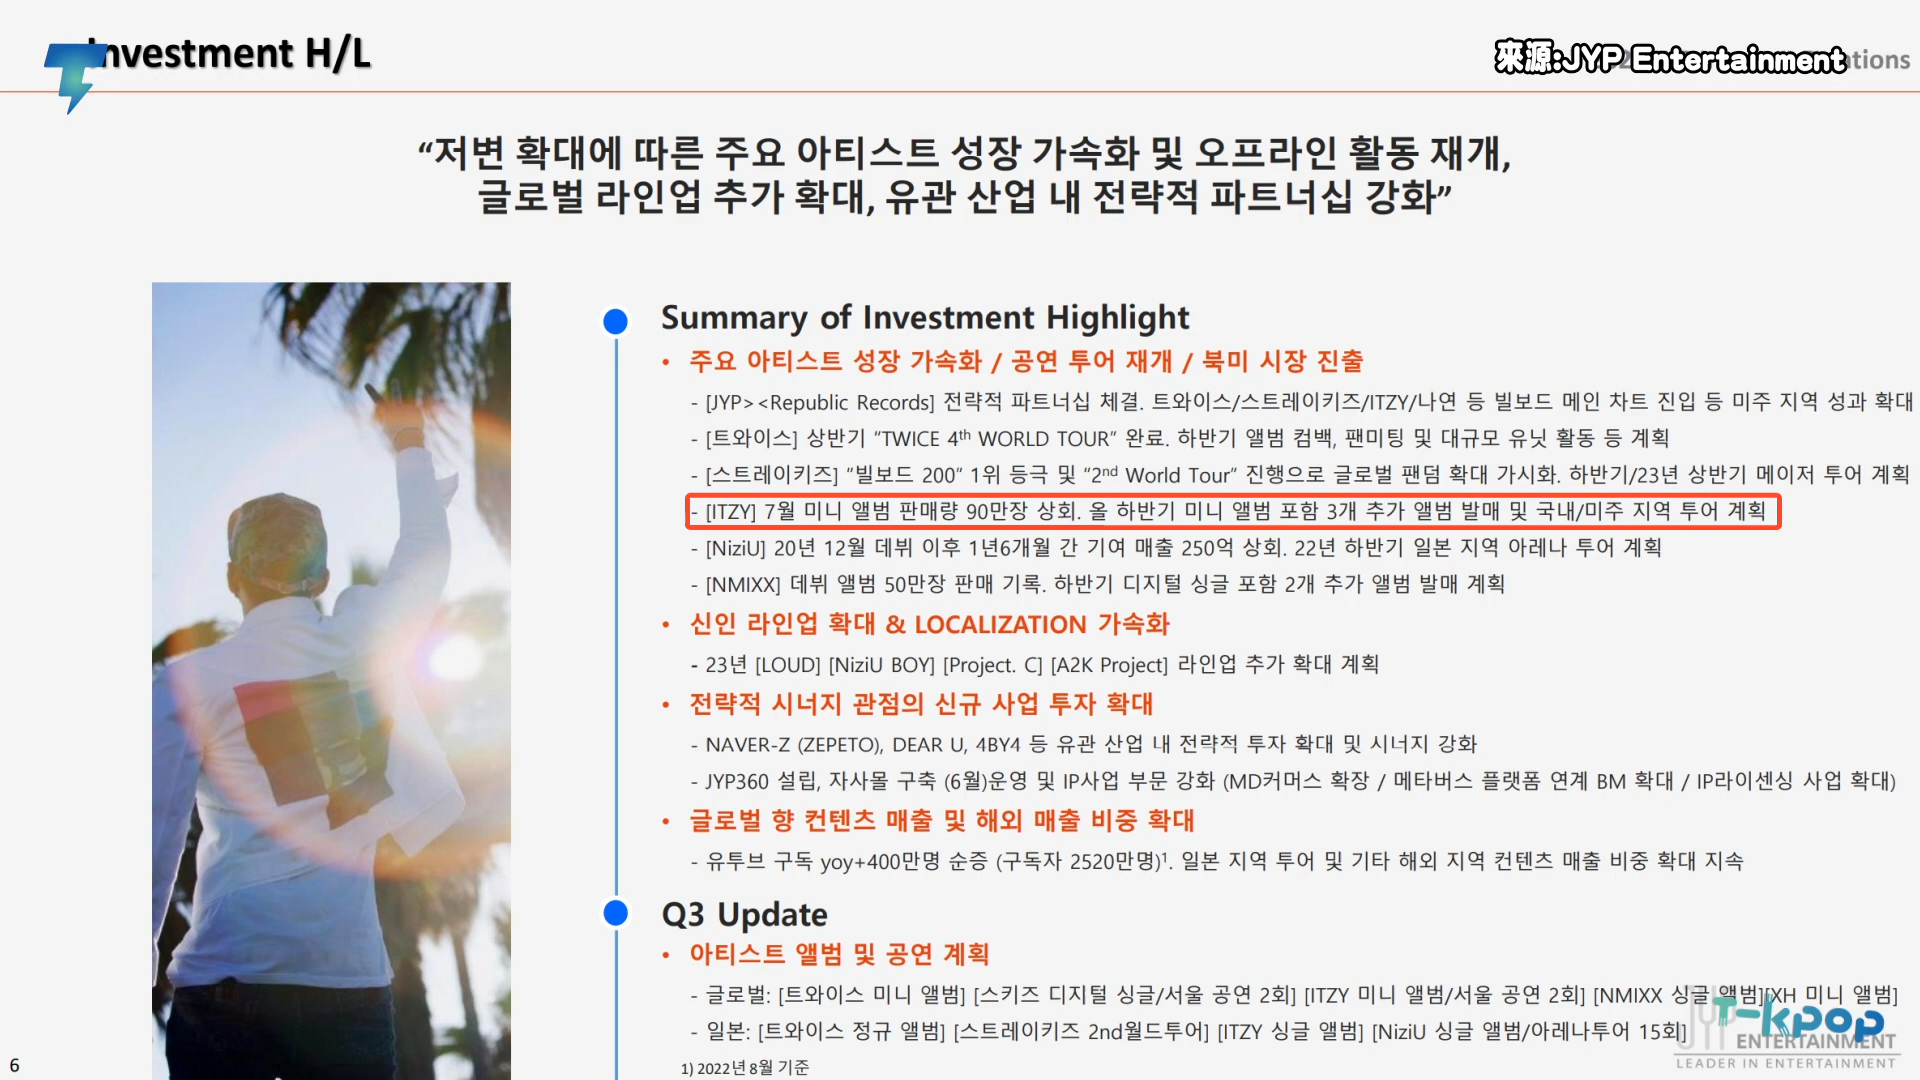 Investment H/L
來源:JYP Entertainment
“저변 확대에 따른 주요 아티스트 성장 가속화 및 오프라인 활동 재개,
글로벌 라인업 추가 확대, 유관 산업 내 전략적 파트너십 강화”
Summary of Investment Highlight
• 주요 아티스트 성장 가속화 / 공연 투어 재개 / 북미 시장 진출
- [JYP><Republic Records] 전략적 파트너십 체결. 트와이스/스트레이키즈/ITZY/나연 등 빌보드 메인 차트 진입 등 미주 지역 성과 확대
- [트와이스] 상반기 “TWICE 4th WORLD TOUR” 완료. 하반기 앨범 컴백, 팬미팅 및 대규모 유닛 활동 등 계획
- [스트레이키즈] “빌보드 200” 1위 등극 및 “2nd World Tour” 진행으로 글로벌 팬덤 확대 가시화. 하반기/23년 상반기 메이저 투어 계획
- [ITZY] 7월 미니 앨범 판매량 90만장 상회. 올 하반기 미니 앨범 포함 3개 추가 앨범 발매 및 국내/미주 지역 투어 계획
- [NiziU] 20년 12월 데뷔 이후 1년6개월 간 기여 매출 250억 상회. 22년 하반기 일본 지역 아레나 투어 계획
- [NMIXX] 데뷔 앨범 50만장 판매 기록. 하반기 디지털 싱글 포함 2개 추가 앨범 발매 계획
• 신인 라인업 확대 & LOCALIZATION 가속화
- 23년 [LOUD] [NiziU BOY] [Project. C] [A2K Project] 라인업 추가 확대 계획
• 전략적 시너지 관점의 신규 사업 투자 확대
- NAVER-Z (ZEPETO), DEAR U, 4BY4 등 유관 산업 내 전략적 투자 확대 및 시너지 강화
- JYP360 설립, 자사몰 구축 (6월)운영 및 IP사업 부문 강화 (MD커머스 확장 / 메타버스 플랫폼 연계 BM 확대 / IP라이센싱 사업 확대)
• 글로벌 향 컨텐츠 매출 및 해외 매출 비중 확대
- 유투브 구독 yoy+400만명 순증 (구독자 2520만명)¹. 일본 지역 투어 및 기타 해외 지역 컨텐츠 매출 비중 확대 지속
Q3 Update
• 아티스트 앨범 및 공연 계획
- 글로벌: [트와이스 미니 앨범] [스키즈 디지털 싱글/서울 공연 2회] [ITZY 미니 앨범/서울 공연 2회] [NMIXX 싱글 앨범][XH 미니 앨범]
- 일본: [트와이스 정규 앨범] [스트레이키즈 2nd월드투어] [ITZY 싱글 앨범] [NiziU 싱글 앨범/아레나투어 15회]
T-kpop
ENTERTAINMENT
LEADER IN ENTERTAINMENT
1) 2022년 8월 기준
6